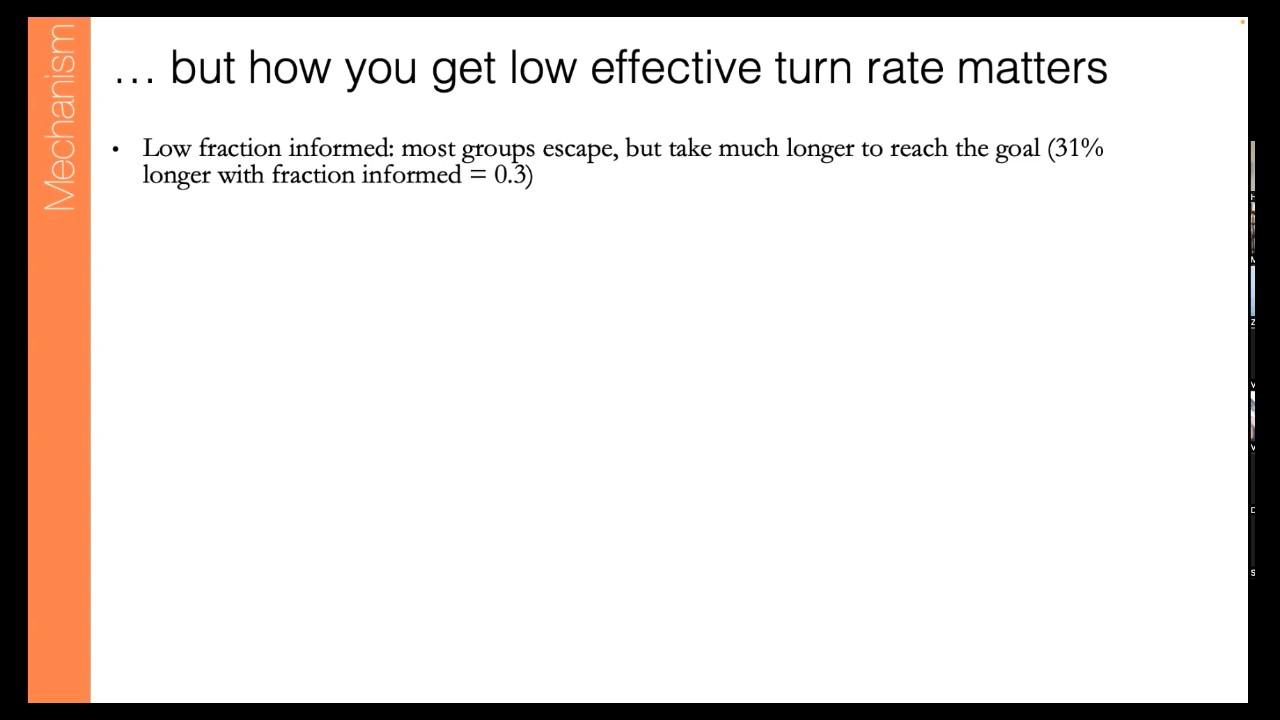 Mechanism
… but how you get low effective turn rate matters
• Low fraction informed: most groups escape, but take much longer to reach the goal (31%
longer with fraction informed = 0.3)